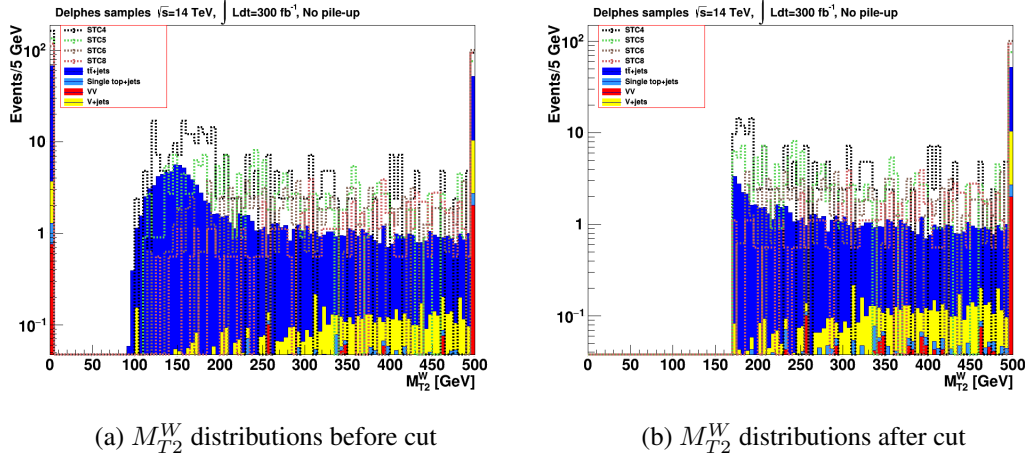 Delphes samples √s=14 TeV, ∫ Ldt=300 fb⁻¹, No pile-up
Events/5 GeV
STC4
STC5
STC6
STC8
tt̄+jets
Single top+jets
VV
V+jets
10²
10
1
10⁻¹
0 50 100 150 200 250 300 350 400 450 500
M_T2^W [GeV]
(a) M_T2^W distributions before cut
Delphes samples √s=14 TeV, ∫ Ldt=300 fb⁻¹, No pile-up
Events/5 GeV
STC4
STC5
STC6
STC8
tt̄+jets
Single top+jets
VV
V+jets
10²
10
1
10⁻¹
0 50 100 150 200 250 300 350 400 450 500
M_T2^W [GeV]
(b) M_T2^W distributions after cut